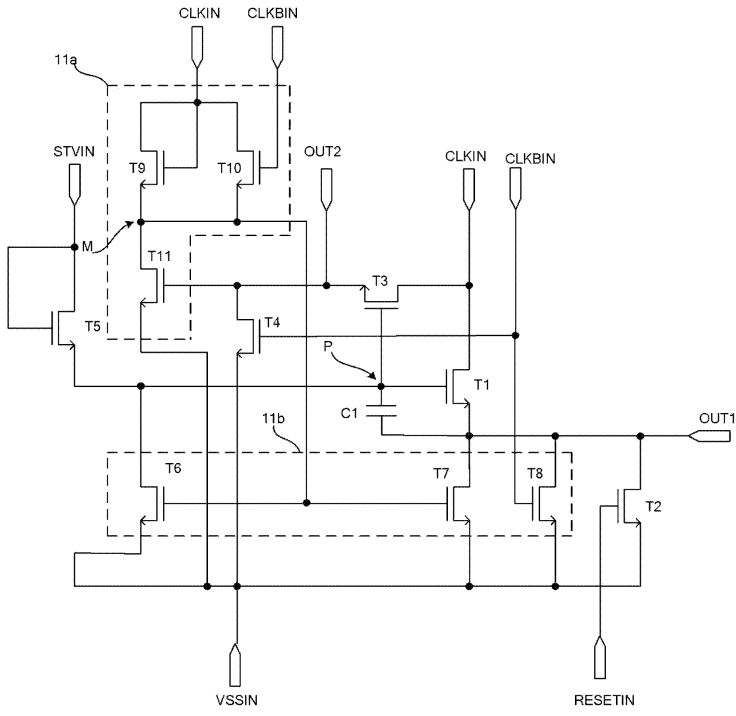 CLKIN
CLKBIN
11a
STVIN
T9
T10
OUT2
CLKIN
CLKBIN
M
T11
T3
T5
T4
P
T1
C1
OUT1
11b
T6
T7
T8
T2
VSSIN
RESETIN